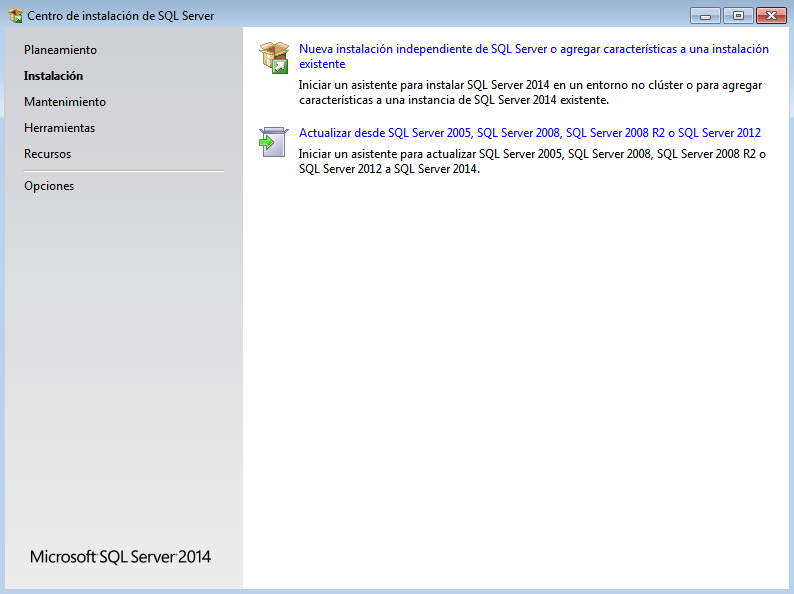 Centro de instalación de SQL Server
Planeamiento
Instalación
Mantenimiento
Herramientas
Recursos
Opciones
Nueva instalación independiente de SQL Server o agregar características a una instalación
existente
Iniciar un asistente para instalar SQL Server 2014 en un entorno no clúster o para agregar
características a una instancia de SQL Server 2014 existente.
Actualizar desde SQL Server 2005, SQL Server 2008, SQL Server 2008 R2 o SQL Server 2012
Iniciar un asistente para actualizar SQL Server 2005, SQL Server 2008, SQL Server 2008 R2 o
SQL Server 2012 a SQL Server 2014.
Microsoft SQL Server 2014